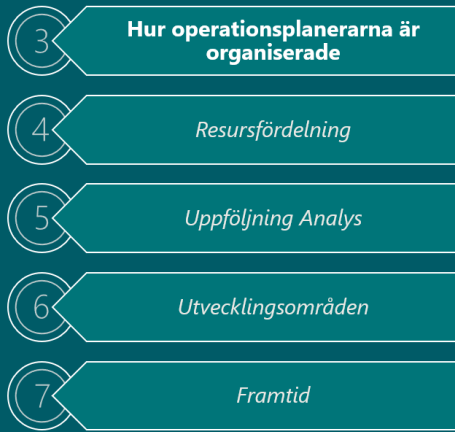 3
Hur operationsplanerarna är
organiserade
4
Resursfördelning
5
Uppföljning Analys
6
Utvecklingsområden
7
Framtid